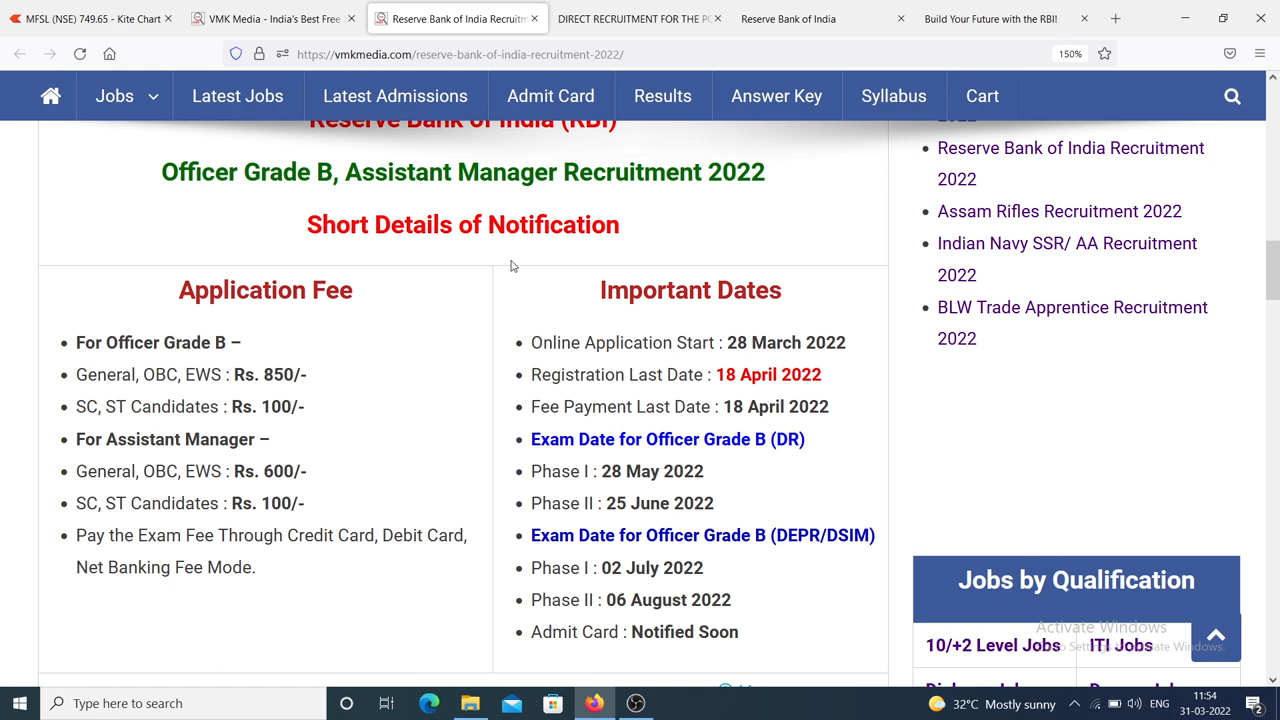 MFSL (NSE) 749.65 - Kite Chart
VMK Media - India's Best Free J
Reserve Bank of India Recruitm
DIRECT RECRUITMENT FOR THE PO
Reserve Bank of India
Build Your Future with the RBI!
https://vmkmedia.com/reserve-bank-of-india-recruitment-2022/
150%
Jobs
Latest Jobs
Latest Admissions
Admit Card
Results
Answer Key
Syllabus
Cart
Reserve Bank of India (RBI)
Officer Grade B, Assistant Manager Recruitment 2022
Short Details of Notification
Application Fee
For Officer Grade B –
General, OBC, EWS : Rs. 850/-
SC, ST Candidates : Rs. 100/-
For Assistant Manager –
General, OBC, EWS : Rs. 600/-
SC, ST Candidates : Rs. 100/-
Pay the Exam Fee Through Credit Card, Debit Card,
Net Banking Fee Mode.
Important Dates
Online Application Start : 28 March 2022
Registration Last Date : 18 April 2022
Fee Payment Last Date : 18 April 2022
Exam Date for Officer Grade B (DR)
Phase I : 28 May 2022
Phase II : 25 June 2022
Exam Date for Officer Grade B (DEPR/DSIM)
Phase I : 02 July 2022
Phase II : 06 August 2022
Admit Card : Notified Soon
2022
Reserve Bank of India Recruitment
2022
Assam Rifles Recruitment 2022
Indian Navy SSR/ AA Recruitment
2022
BLW Trade Apprentice Recruitment
2022
Jobs by Qualification
Activate Windows
10/+2 Level Jobs
ITI Jobs
Type here to search
32°C Mostly sunny
ENG
11:54
31-03-2022
2